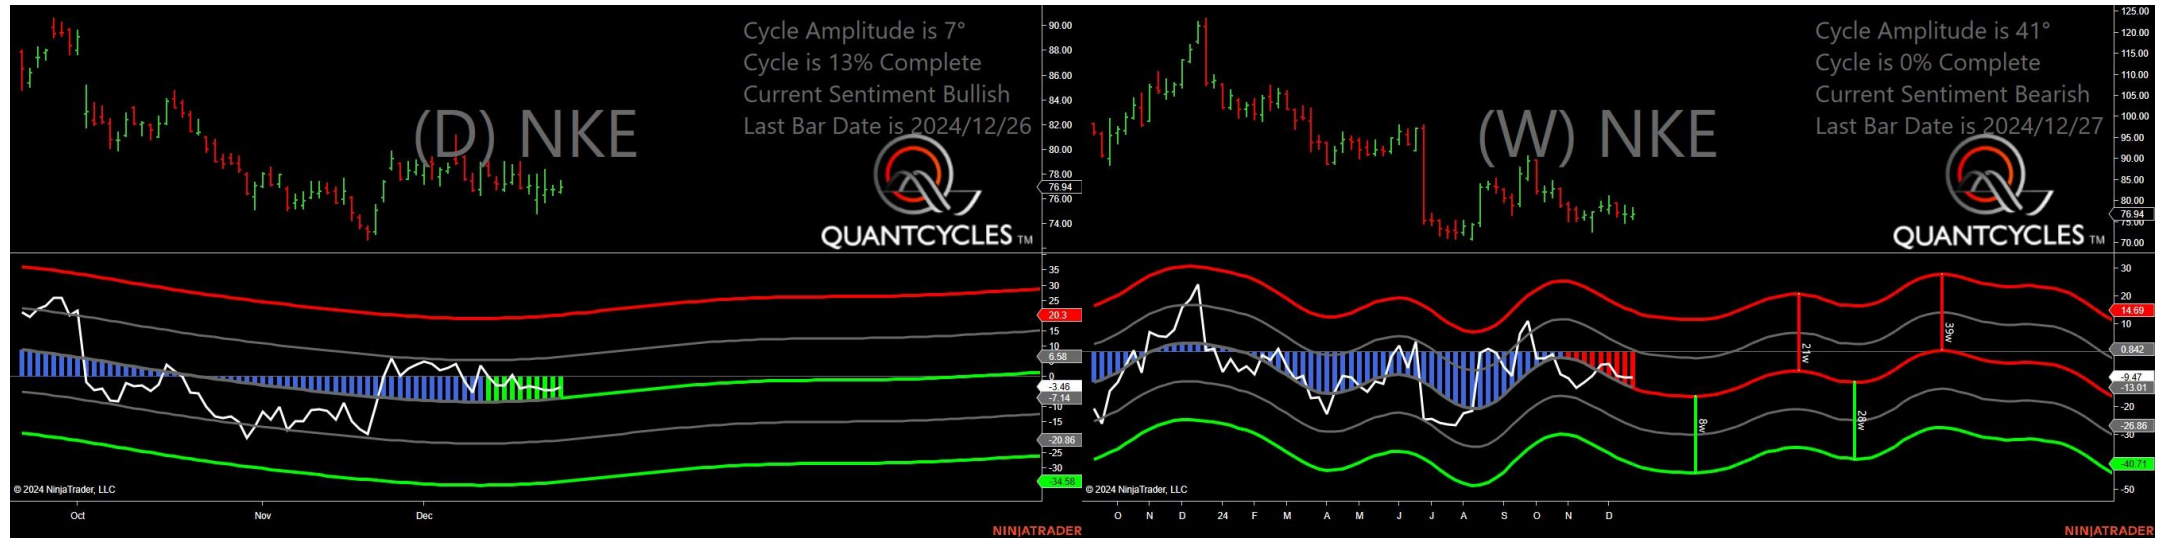 Cycle Amplitude is 7°
Cycle is 13% Complete
Current Sentiment Bullish
Last Bar Date is 2024/12/26
(D) NKE
QUANTCYCLES TM
90.00
88.00
86.00
84.00
82.00
80.00
78.00
76.94
76.00
74.00
35
30
25
20.3
15
10
6.58
0
-3.46
-7.14
-10
-15
-20.86
-25
-30
-34.58
© 2024 NinjaTrader, LLC
Oct Nov Dec
NINJATRADER
Cycle Amplitude is 41°
Cycle is 0% Complete
Current Sentiment Bearish
Last Bar Date is 2024/12/27
(W) NKE
QUANTCYCLES TM
125.00
120.00
115.00
110.00
105.00
100.00
95.00
90.00
85.00
80.00
76.94
75.00
70.00
30
20
14.69
10
0.842
-9.47
-13.01
-20
-26.86
-30
-40.71
-50
21w
39w
8w
28w
© 2024 NinjaTrader, LLC
O N D 24 F M A M J J A S O N D
NINJATRADER